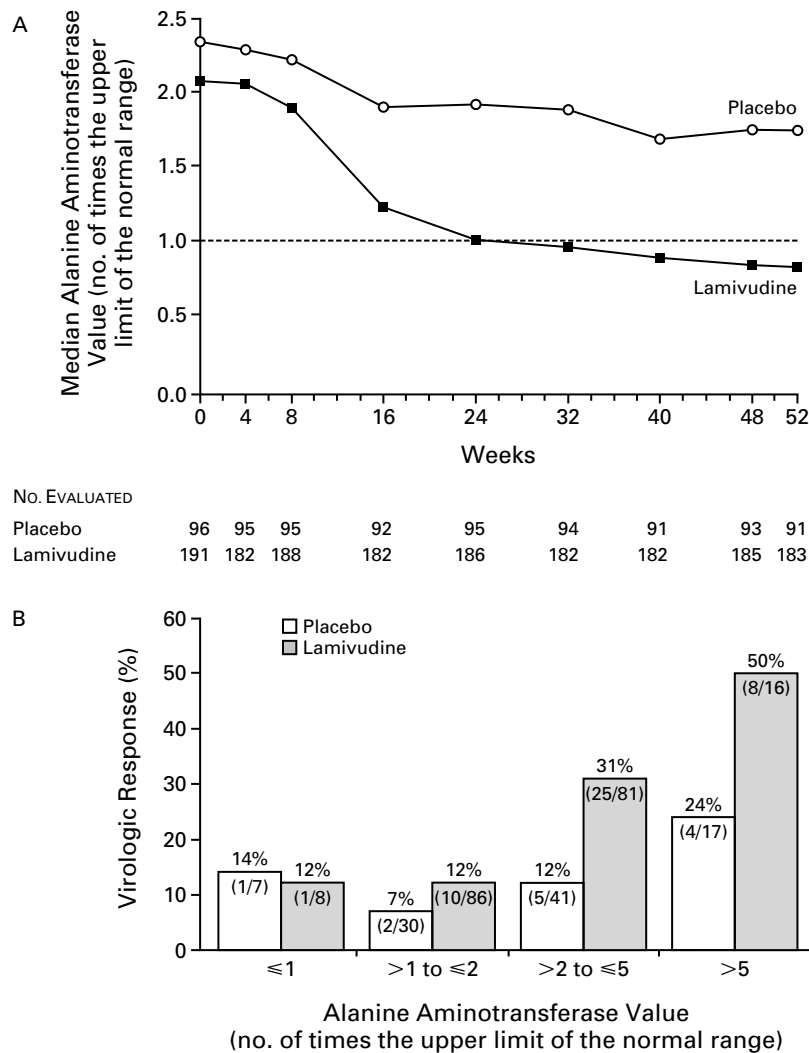 A
Median Alanine Aminotransferase
Value (no. of times the upper
limit of the normal range)
2.5
2.0
1.5
1.0
0.5
0.0
Placebo
Lamivudine
0 4 8 16 24 32 40 48 52
Weeks
NO. EVALUATED
Placebo 96 95 95 92 95 94 91 93 91
Lamivudine 191 182 188 182 186 182 182 185 183
B
Virologic Response (%)
60
50
40
30
20
10
0
Placebo
Lamivudine
14%
(1/7)
12%
(1/8)
7%
(2/30)
12%
(10/86)
12%
(5/41)
31%
(25/81)
24%
(4/17)
50%
(8/16)
⩽1 >1 to ⩽2 >2 to ⩽5 >5
Alanine Aminotransferase Value
(no. of times the upper limit of the normal range)